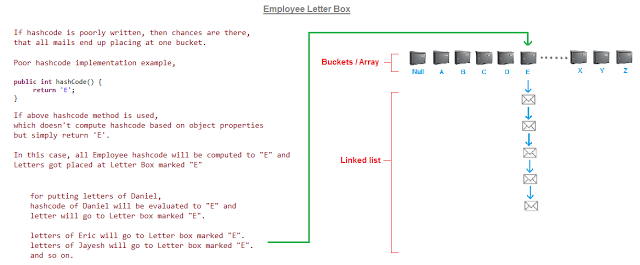 Employee Letter Box
If hashcode is poorly written, then chances are there,
that all mails end up placing at one bucket.
Poor hashcode implementation example,
public int hashCode() {
return 'E';
}
If above hashcode method is used,
which doesn't compute hashcode based on object properties
but simply return 'E'.
In this case, all Employee hashcode will be computed to "E" and
Letters got placed at Letter Box marked "E"
for putting letters of Daniel,
hashcode of Daniel will be evaluated to "E" and
letter will go to Letter box marked "E".
letters of Eric will go to Letter box marked "E".
letters of Jayesh will go to Letter box marked "E".
and so on.
Buckets / Array
Null A B C D E X Y Z
Linked list